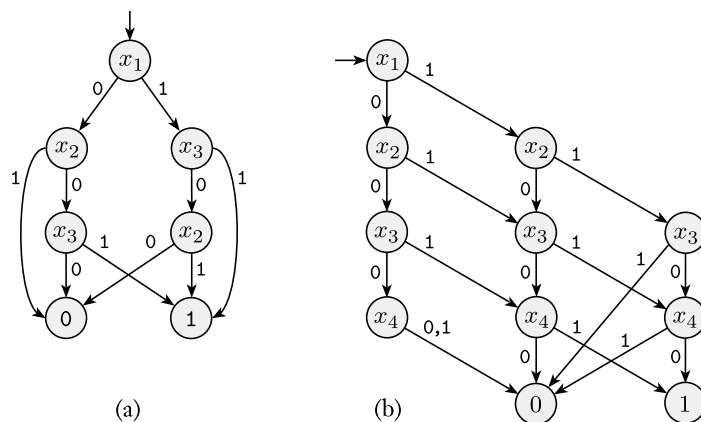 x₁ x₁
0 1 0 1
x₂ x₃ x₂ x₂
1 0 0 1 0 1 0 1
x₃ x₂ x₃ x₃ x₃
0 1 0 1 0 1 0 1 1 0
0 1 x₄ x₄ x₄
0,1 0 1 1 0
0 1
(a) (b)